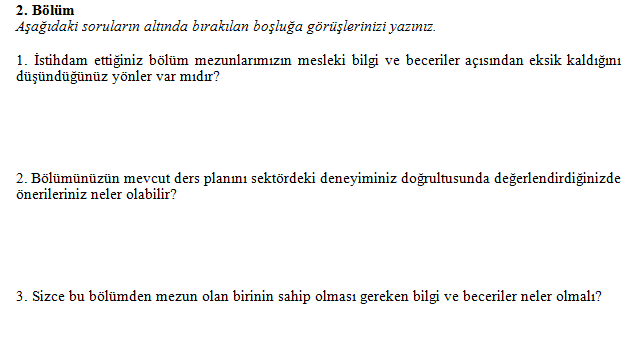 2. Bölüm
Aşağıdaki soruların altında bırakılan boşluğa görüşlerinizi yazınız.
1. İstihdam ettiğiniz bölüm mezunlarımızın mesleki bilgi ve beceriler açısından eksik kaldığını
düşündüğünüz yönler var mıdır?
2. Bölümünüzün mevcut ders planını sektördeki deneyiminiz doğrultusunda değerlendirdiğinizde
önerileriniz neler olabilir?
3. Sizce bu bölümden mezun olan birinin sahip olması gereken bilgi ve beceriler neler olmalı?